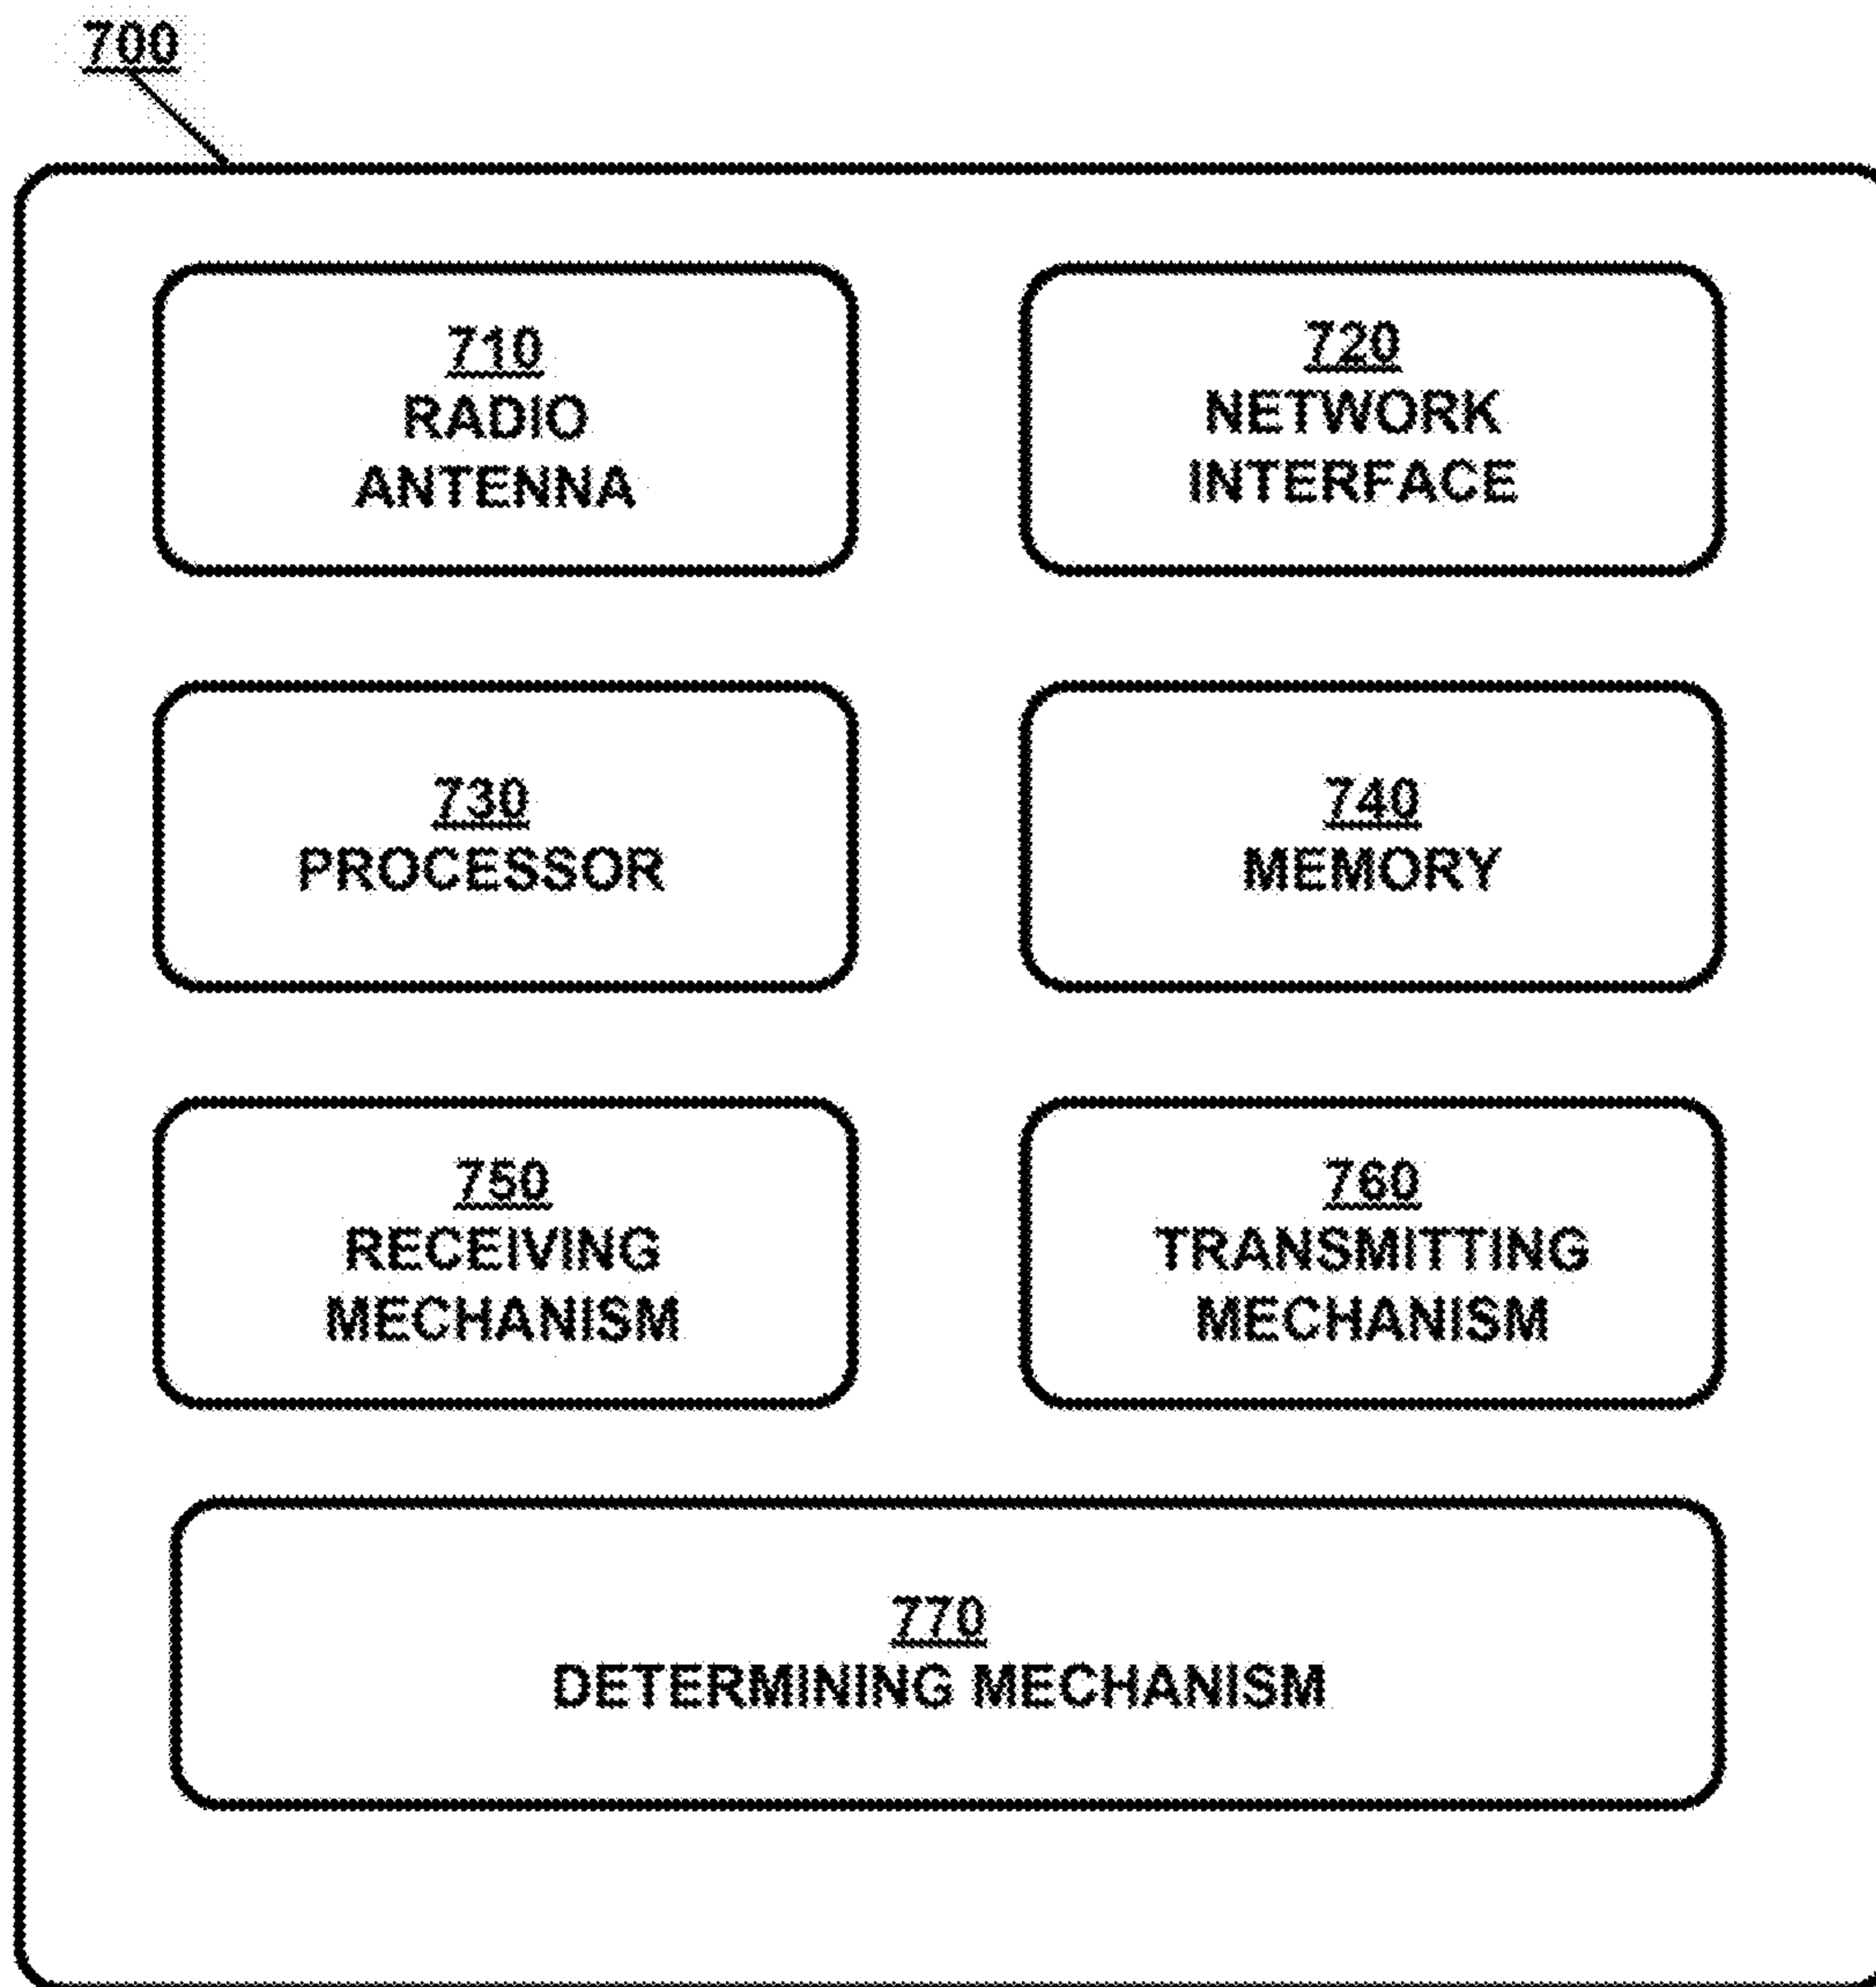 700
710
RADIO
ANTENNA
720
NETWORK
INTERFACE
730
PROCESSOR
740
MEMORY
750
RECEIVING
MECHANISM
760
TRANSMITTING
MECHANISM
770
DETERMINING MECHANISM